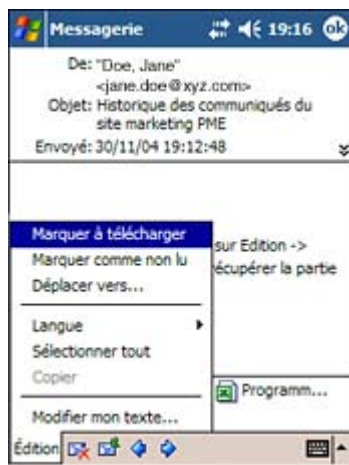 Messagerie 19:16 ok
De: "Doe, Jane"
<jane.doe@xyz.com>
Objet: Historique des communiqués du
site marketing PME
Envoyé: 30/11/04 19:12:48
Marquer à télécharger
sur Edition ->
Marquer comme non lu
écupérer la partie
Déplacer vers...
Langue
Sélectionner tout
Copier
Programm...
Modifier mon texte...
Édition